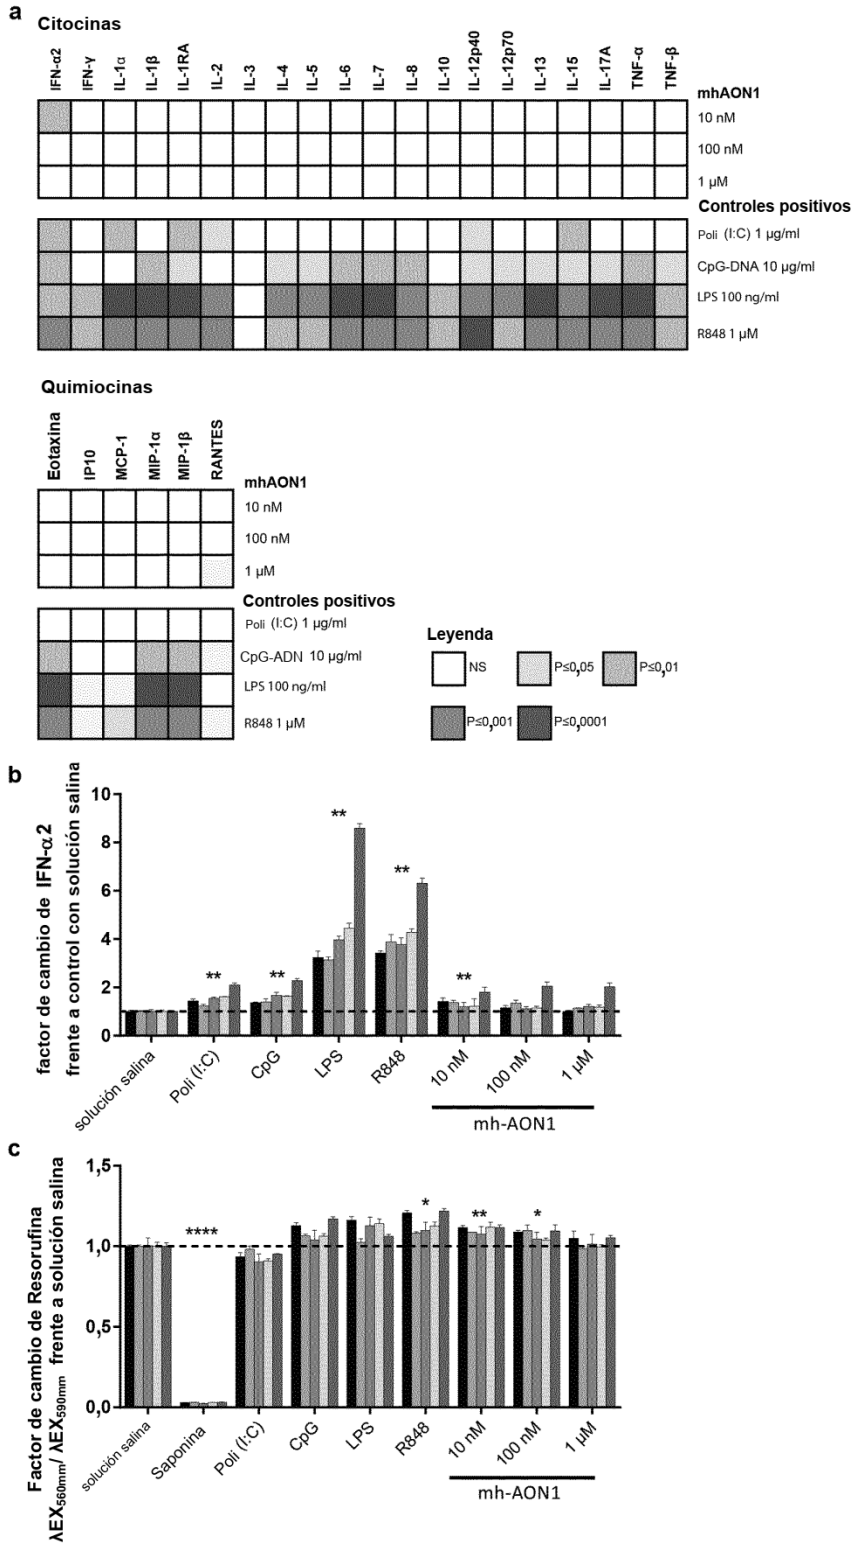 a
Citocinas
IFN-α2 IFN-γ IL-1α IL-1β IL-1RA IL-2 IL-3 IL-4 IL-5 IL-6 IL-7 IL-8 IL-10 IL-12p40 IL-12p70 IL-13 IL-15 IL-17A TNF-α TNF-β
mhAON1
10 nM
100 nM
1 µM
Controles positivos
Poli (I:C) 1 µg/ml
CpG-DNA 10 µg/ml
LPS 100 ng/ml
R848 1 µM
Quimiocinas
Eotaxina IP10 MCP-1 MIP-1α MIP-1β RANTES
mhAON1
10 nM
100 nM
1 µM
Controles positivos
Poli (I:C) 1 µg/ml
CpG-ADN 10 µg/ml
LPS 100 ng/ml
R848 1 µM
Leyenda
NS P≤0,05 P≤0,01
P≤0,001 P≤0,0001
b
factor de cambio de IFN-α2
frente a control con solución salina
10
8
6
4
2
0
** ** ** ** **
solución salina Poli (I:C) CpG LPS R848 10 nM 100 nM 1 µM
mh-AON1
c
Factor de cambio de Resorufina
λEX560mm/ λEX590mm frente a solución salina
1,5
1,0
0,5
0,0
**** * ** *
solución salina Saponina Poli (I:C) CpG LPS R848 10 nM 100 nM 1 µM
mh-AON1